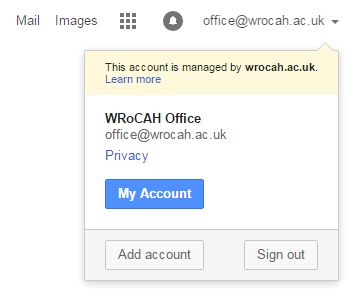 Mail Images office@wrocah.ac.uk
This account is managed by wrocah.ac.uk.
Learn more
WRoCAH Office
office@wrocah.ac.uk
Privacy
My Account
Add account Sign out